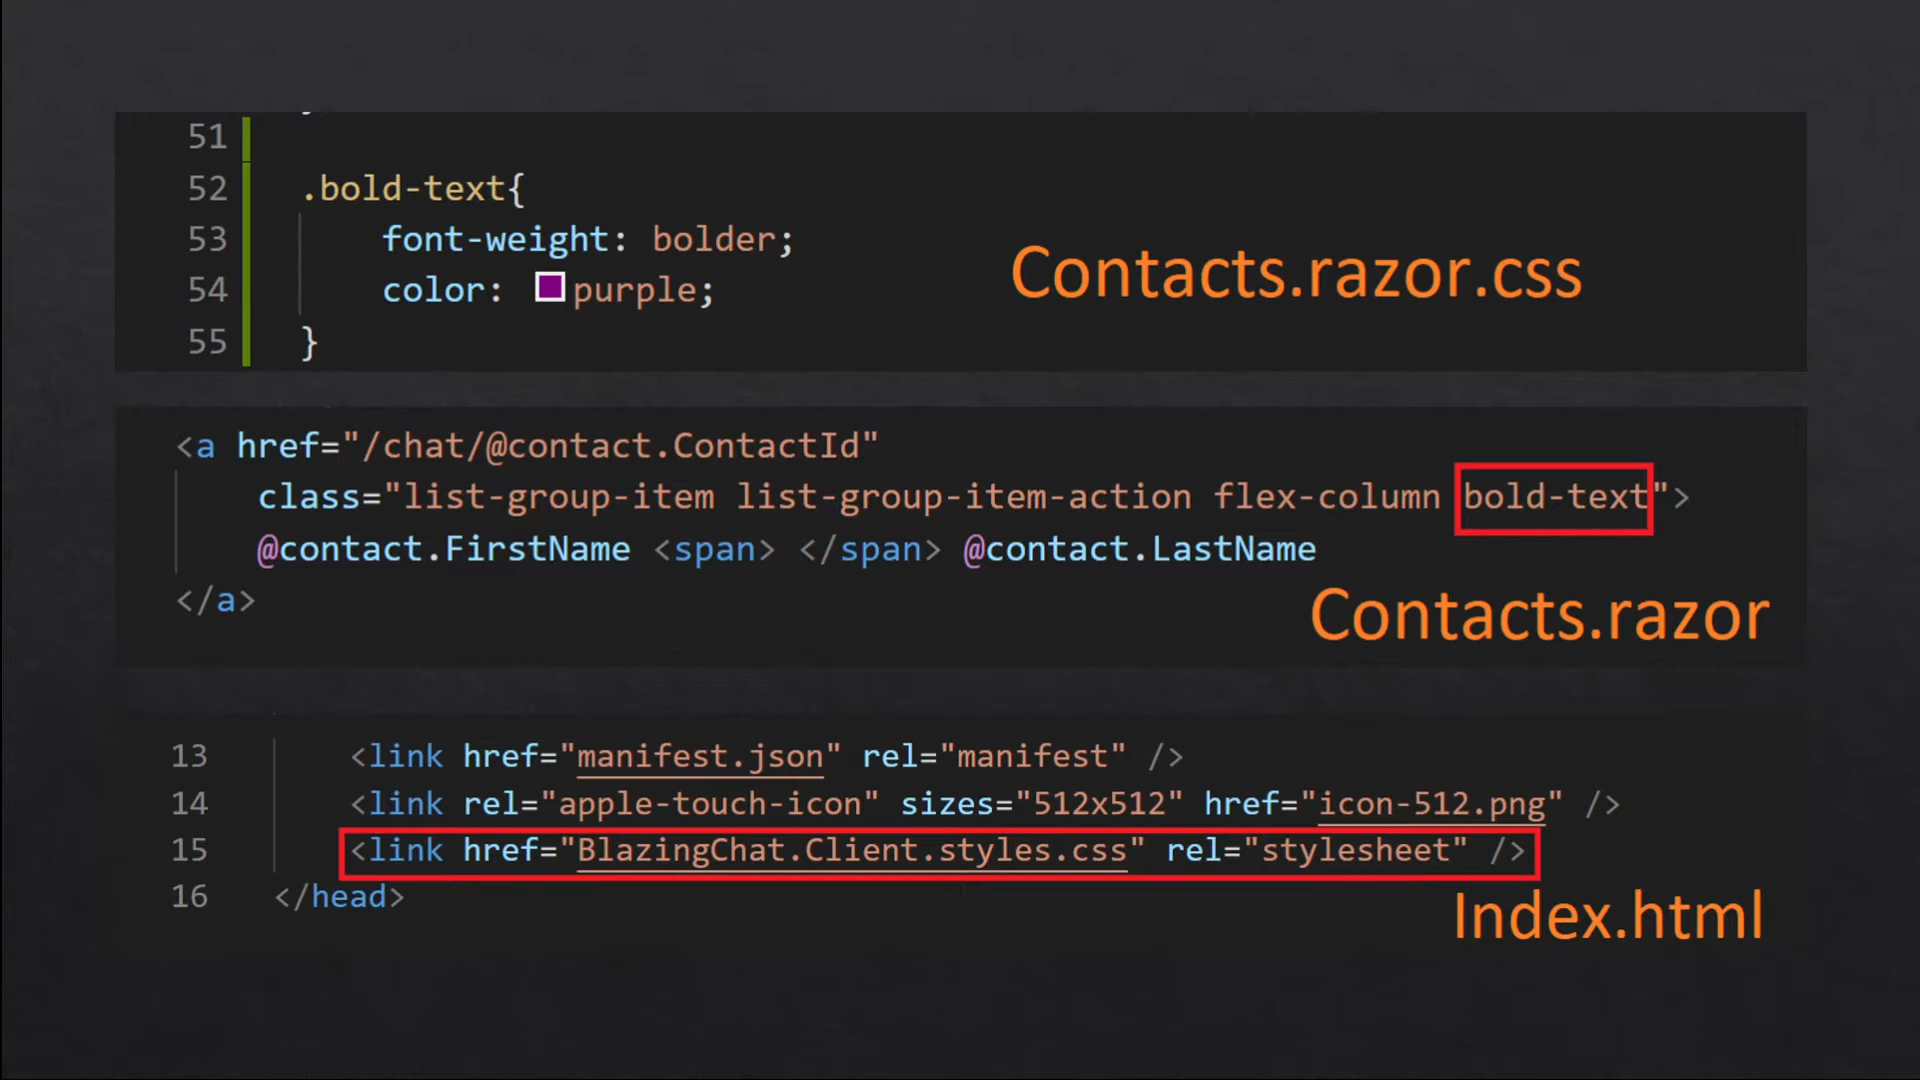 51
52 .bold-text{
53 font-weight: bolder;
54 color: purple;
55 }
Contacts.razor.css
<a href="/chat/@contact.ContactId"
class="list-group-item list-group-item-action flex-column bold-text">
@contact.FirstName <span> </span> @contact.LastName
</a>
Contacts.razor
13 <link href="manifest.json" rel="manifest" />
14 <link rel="apple-touch-icon" sizes="512x512" href="icon-512.png" />
15 <link href="BlazingChat.Client.styles.css" rel="stylesheet" />
16 </head>
Index.html